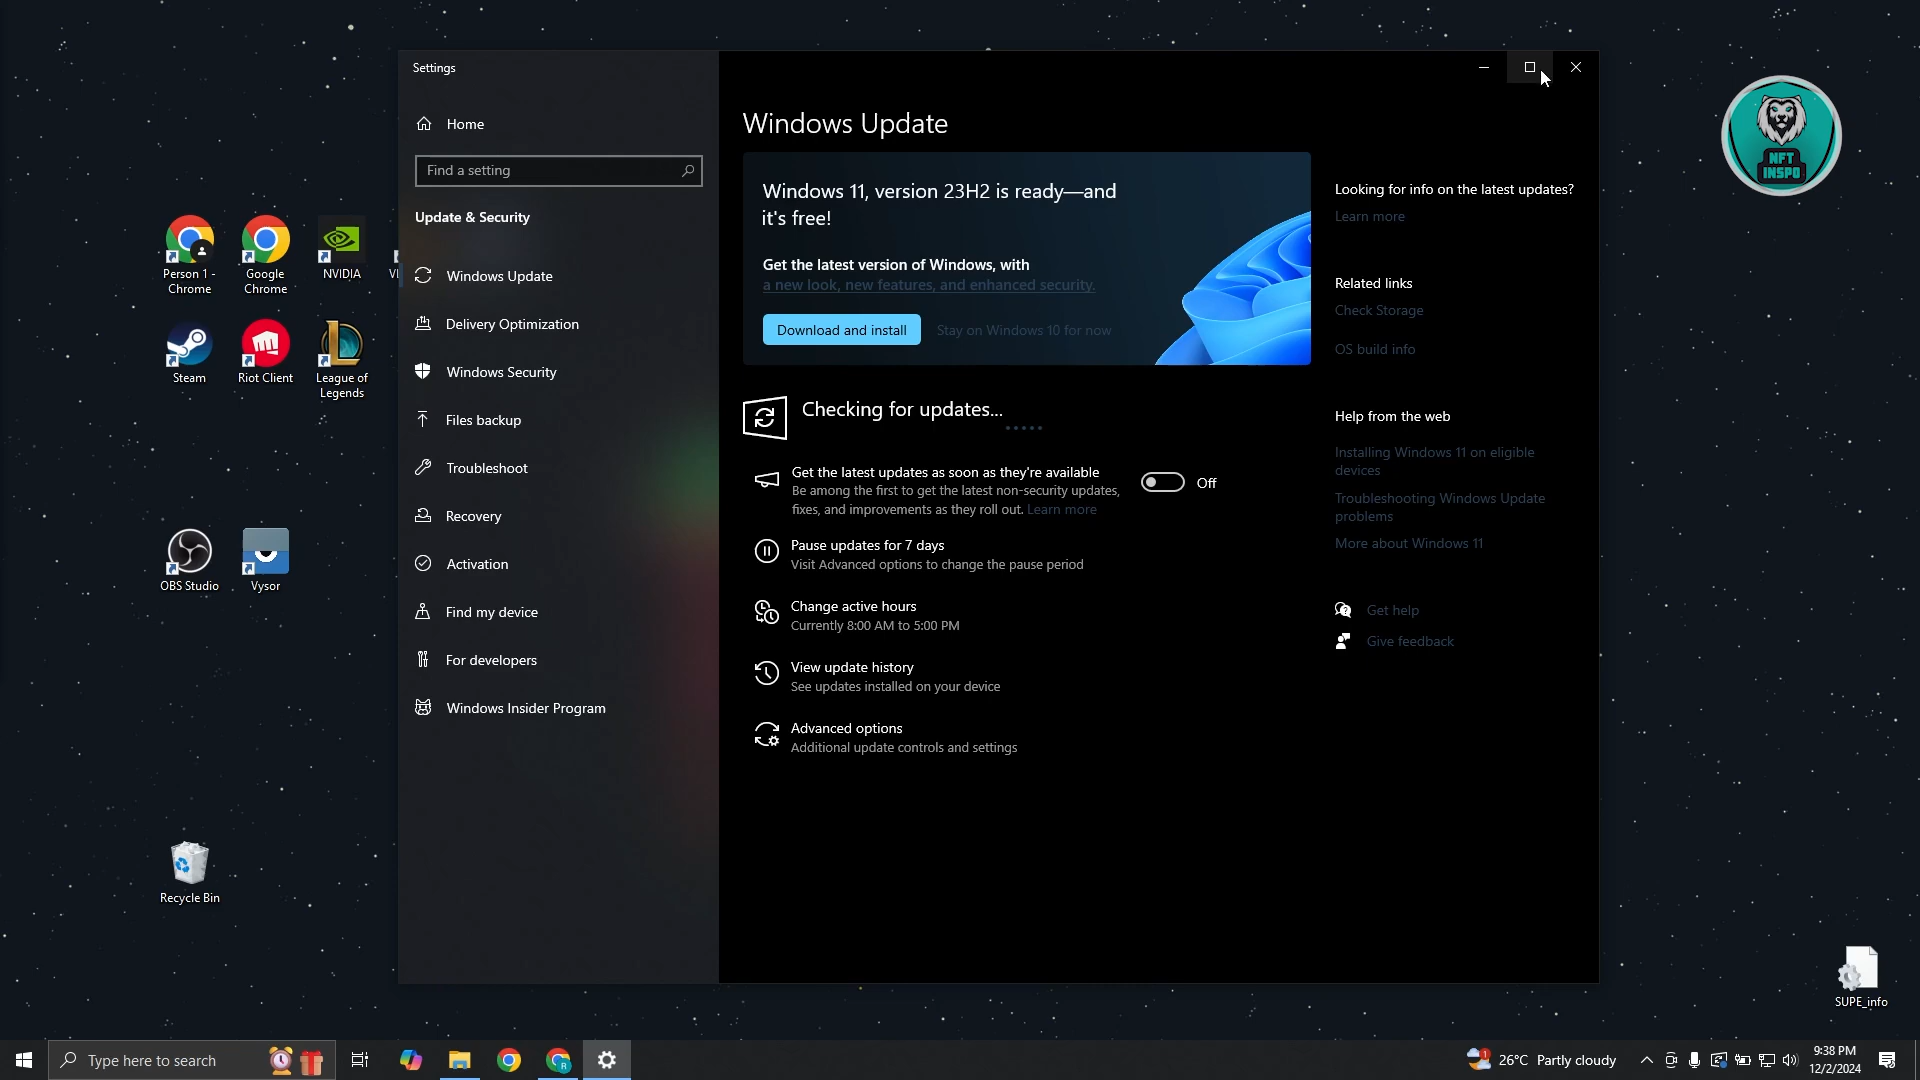 Settings
Home
Find a setting
Update & Security
Windows Update
Delivery Optimization
Windows Security
Files backup
Troubleshoot
Recovery
Activation
Find my device
For developers
Windows Insider Program
Windows Update
Windows 11, version 23H2 is ready—and
it's free!
Get the latest version of Windows, with
a new look, new features, and enhanced security.
Download and install
Stay on Windows 10 for now
Checking for updates...
Get the latest updates as soon as they're available
Be among the first to get the latest non-security updates,
fixes, and improvements as they roll out. Learn more
Off
Pause updates for 7 days
Visit Advanced options to change the pause period
Change active hours
Currently 8:00 AM to 5:00 PM
View update history
See updates installed on your device
Advanced options
Additional update controls and settings
Looking for info on the latest updates?
Learn more
Related links
Check Storage
OS build info
Help from the web
Installing Windows 11 on eligible
devices
Troubleshooting Windows Update
problems
More about Windows 11
Get help
Give feedback
Person 1 -
Chrome
Google
Chrome
NVIDIA
Steam
Riot Client
League of
Legends
OBS Studio
Vysor
Recycle Bin
NFT
INSPO
SUPE_info
Type here to search
1
26°C Partly cloudy
9:38 PM
12/2/2024